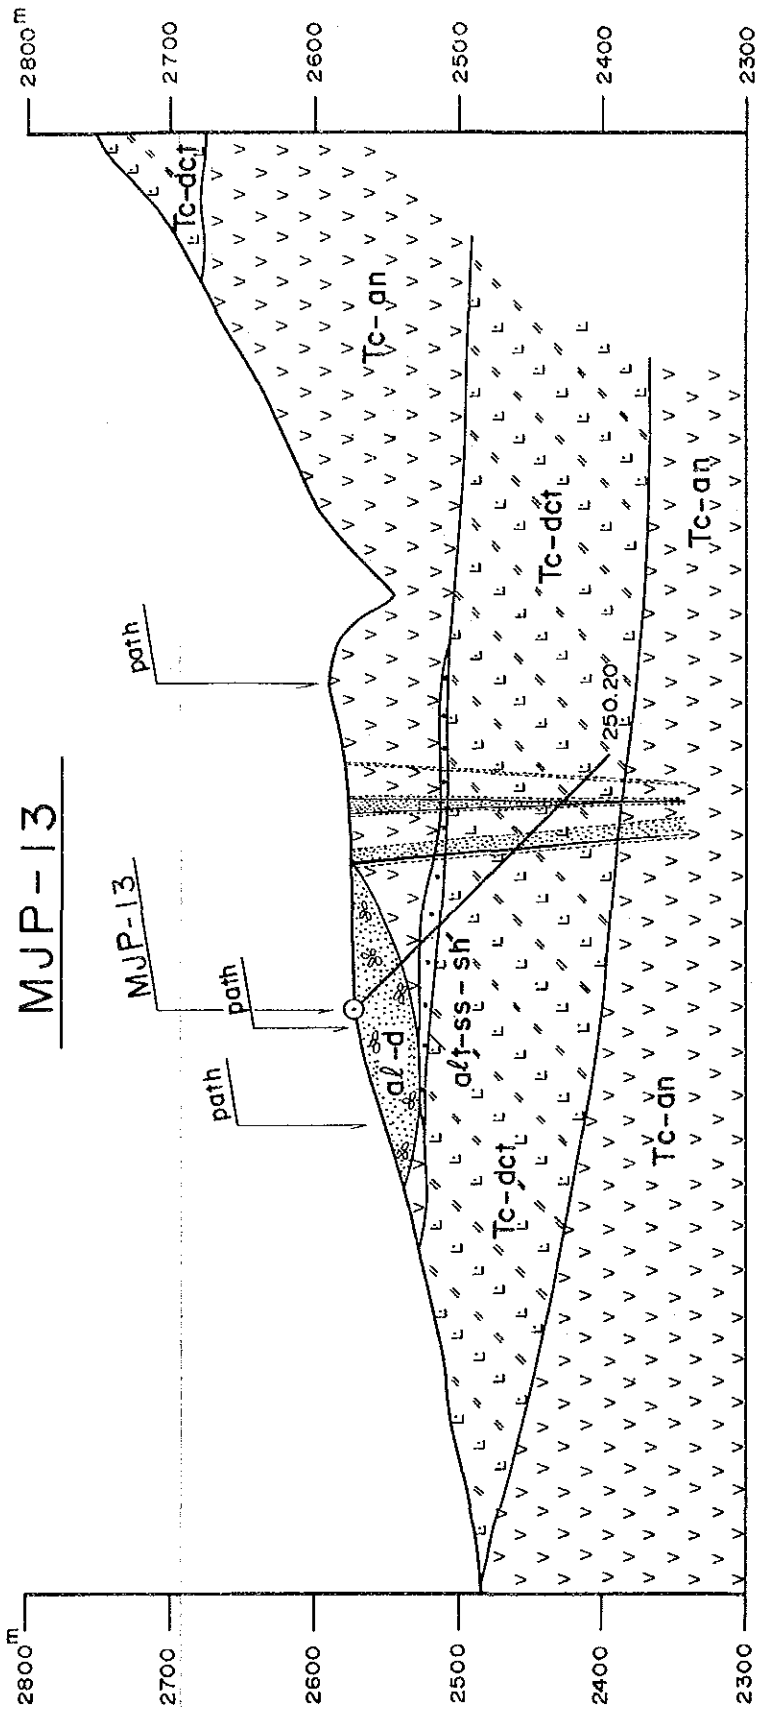 MJP-13
2800m
2700
2600
2500
2400
2300
2800m
2700
2600
2500
2400
2300
path
path
MJP-13
path
al-d
alt-ss-sh
Tc-dct
Tc-an
250.20
Tc-dct
Tc-an
Tc-an
Tc-dct